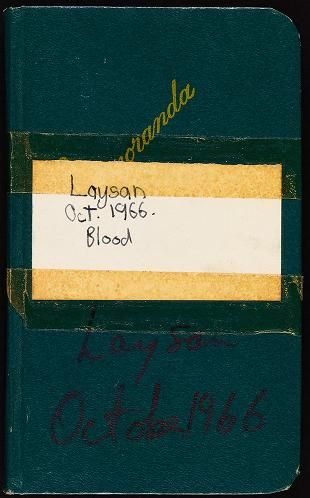 Memoranda
Laysan
Oct. 1966.
Blood
Laysan
October 1966